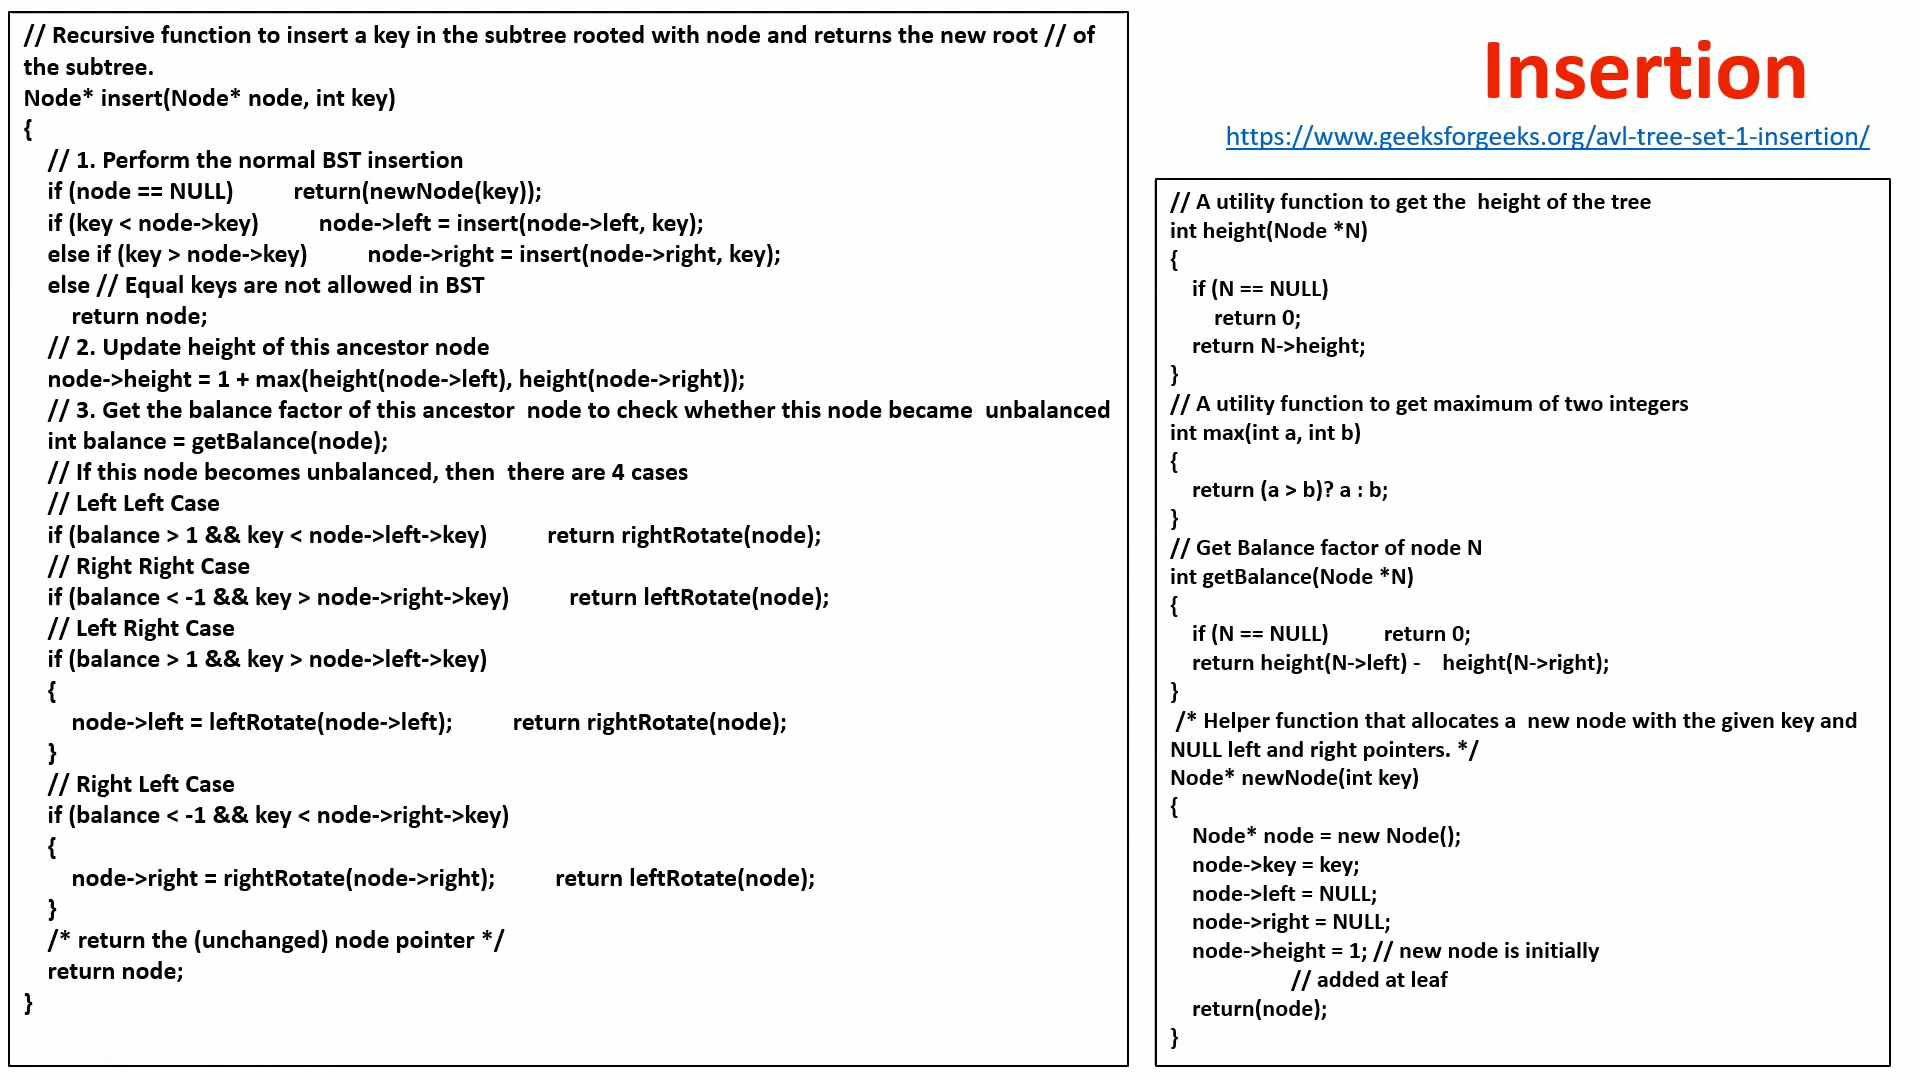 // Recursive function to insert a key in the subtree rooted with node and returns the new root // of
the subtree.
Node* insert(Node* node, int key)
{
// 1. Perform the normal BST insertion
if (node == NULL) return(newNode(key));
if (key < node->key) node->left = insert(node->left, key);
else if (key > node->key) node->right = insert(node->right, key);
else // Equal keys are not allowed in BST
return node;
// 2. Update height of this ancestor node
node->height = 1 + max(height(node->left), height(node->right));
// 3. Get the balance factor of this ancestor node to check whether this node became unbalanced
int balance = getBalance(node);
// If this node becomes unbalanced, then there are 4 cases
// Left Left Case
if (balance > 1 && key < node->left->key) return rightRotate(node);
// Right Right Case
if (balance < -1 && key > node->right->key) return leftRotate(node);
// Left Right Case
if (balance > 1 && key > node->left->key)
{
node->left = leftRotate(node->left); return rightRotate(node);
}
// Right Left Case
if (balance < -1 && key < node->right->key)
{
node->right = rightRotate(node->right); return leftRotate(node);
}
/* return the (unchanged) node pointer */
return node;
}
Insertion
https://www.geeksforgeeks.org/avl-tree-set-1-insertion/
// A utility function to get the height of the tree
int height(Node *N)
{
if (N == NULL)
return 0;
return N->height;
}
// A utility function to get maximum of two integers
int max(int a, int b)
{
return (a > b)? a : b;
}
// Get Balance factor of node N
int getBalance(Node *N)
{
if (N == NULL) return 0;
return height(N->left) - height(N->right);
}
/* Helper function that allocates a new node with the given key and
NULL left and right pointers. */
Node* newNode(int key)
{
Node* node = new Node();
node->key = key;
node->left = NULL;
node->right = NULL;
node->height = 1; // new node is initially
// added at leaf
return(node);
}